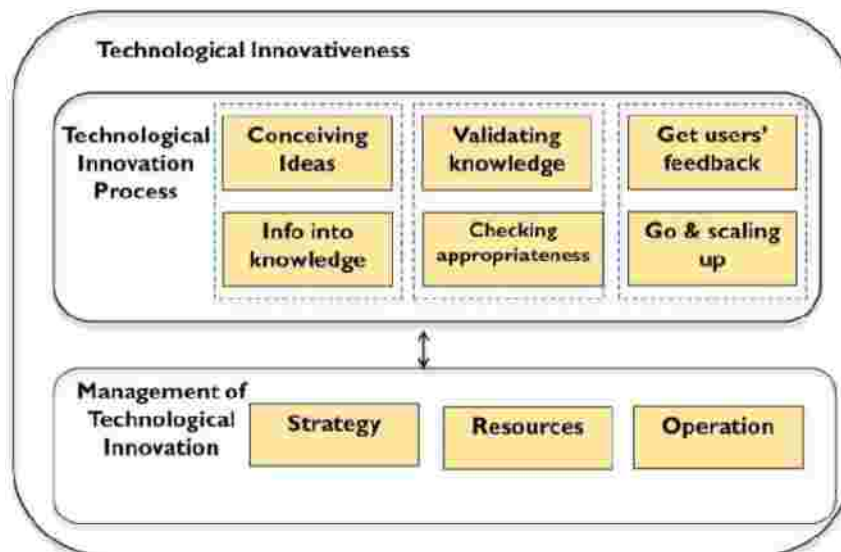 Technological Innovativeness
Technological
Innovation
Process
Conceiving
Ideas
Validating
knowledge
Get users'
feedback
Info into
knowledge
Checking
appropriateness
Go & scaling
up
Management of
Technological
Innovation
Strategy
Resources
Operation